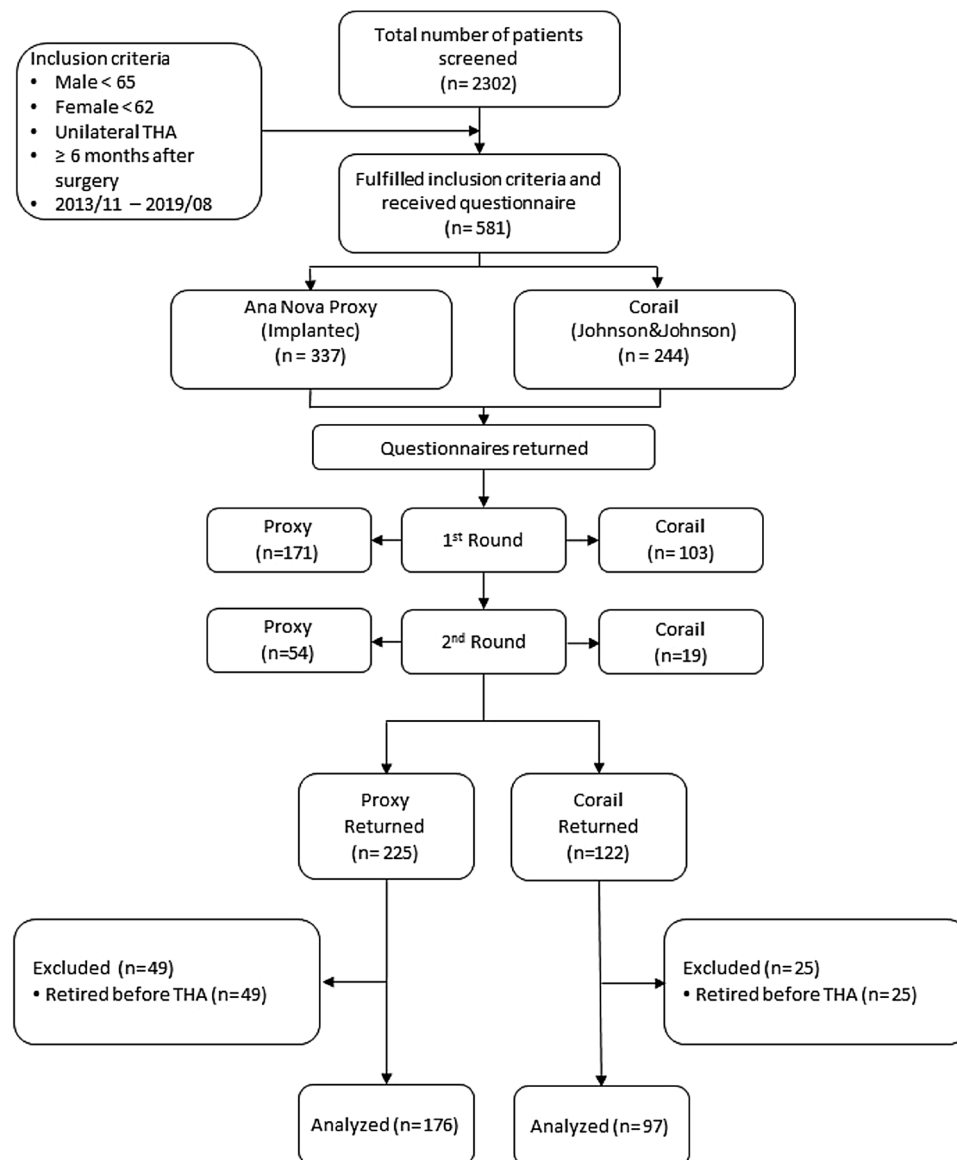 Total number of patients
screened
(n= 2302)
Inclusion criteria
• Male < 65
• Female <62
• Unilateral THA
• ≥ 6 months after
surgery
• 2013/11 – 2019/08
Fulfilled inclusion criteria and
received questionnaire
(n= 581)
Ana Nova Proxy
(Implantec)
(n = 337)
Corail
(Johnson&Johnson)
(n = 244)
Questionnaires returned
Proxy
(n=171)
1st Round
Corail
(n= 103)
Proxy
(n=54)
2nd Round
Corail
(n=19)
Proxy
Returned
(n= 225)
Corail
Returned
(n=122)
Excluded (n=49)
• Retired before THA (n=49)
Excluded (n=25)
• Retired before THA (n=25)
Analyzed (n=176)
Analyzed (n=97)